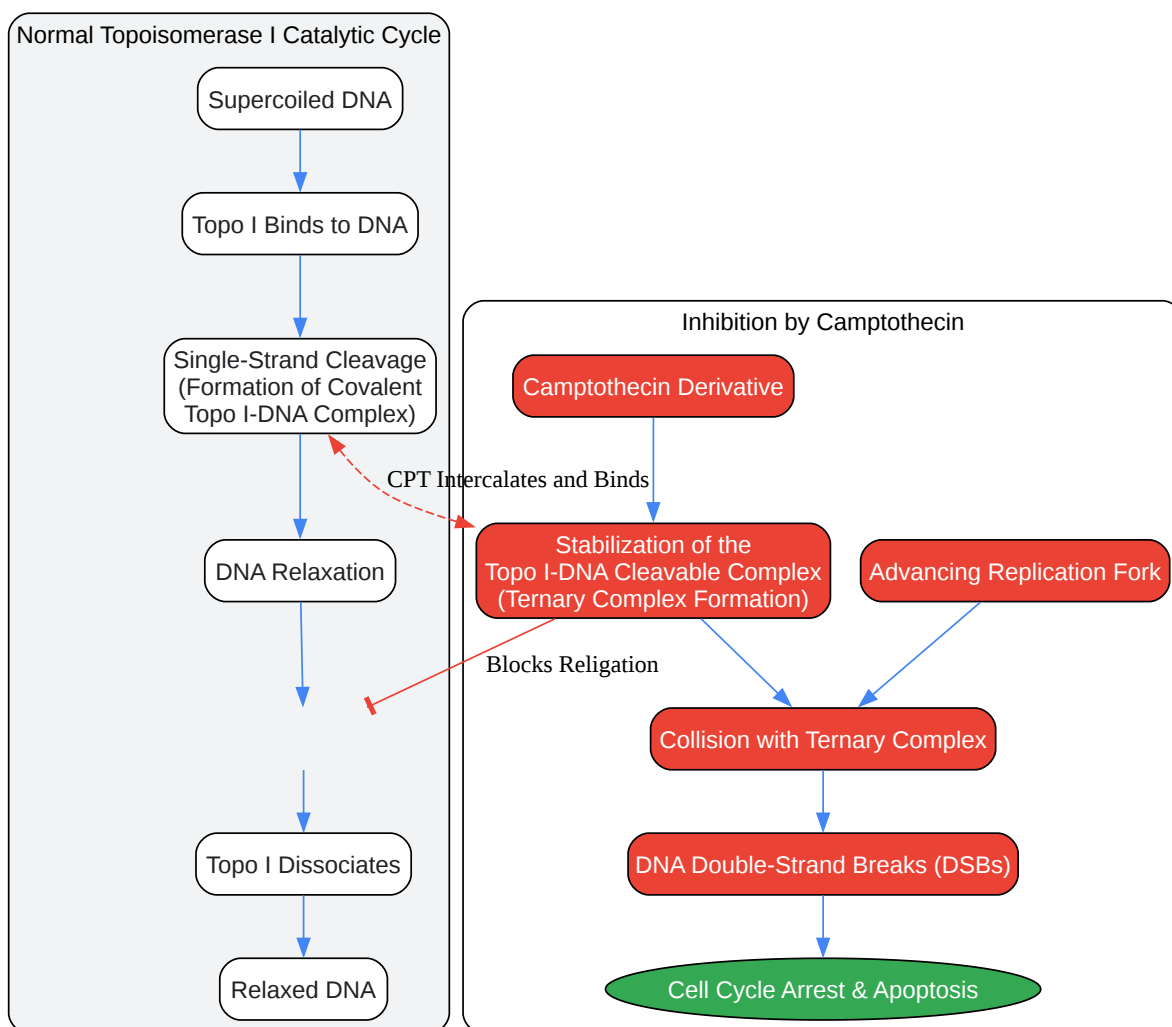 Normal Topoisomerase I Catalytic Cycle
Supercoiled DNA
Topo I Binds to DNA
Single-Strand Cleavage
(Formation of Covalent
Topo I-DNA Complex)
DNA Relaxation
Topo I Dissociates
Relaxed DNA
CPT Intercalates and Binds
Blocks Religation
Inhibition by Camptothecin
Camptothecin Derivative
Stabilization of the
Topo I-DNA Cleavable Complex
(Ternary Complex Formation)
Advancing Replication Fork
Collision with Ternary Complex
DNA Double-Strand Breaks (DSBs)
Cell Cycle Arrest & Apoptosis